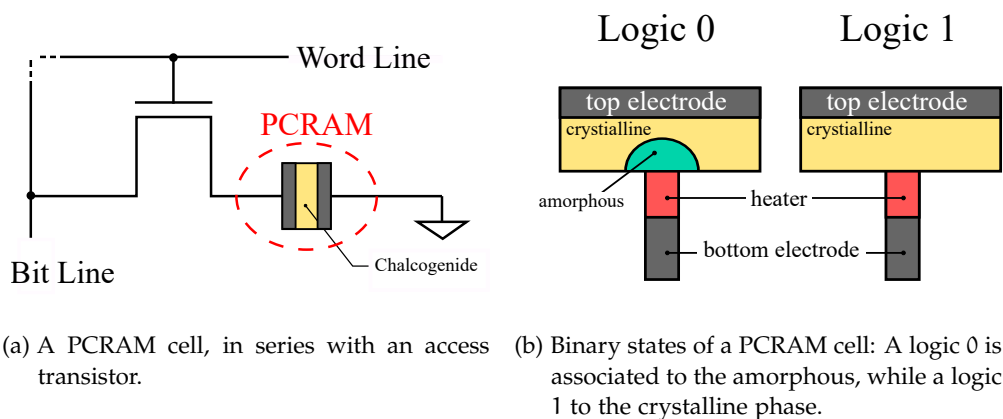 Word Line
PCRAM
Chalcogenide
Bit Line
(a) A PCRAM cell, in series with an access
transistor.
Logic 0
Logic 1
top electrode
top electrode
crystialline
crystialline
amorphous
heater
bottom electrode
(b) Binary states of a PCRAM cell: A logic 0 is
associated to the amorphous, while a logic
1 to the crystalline phase.